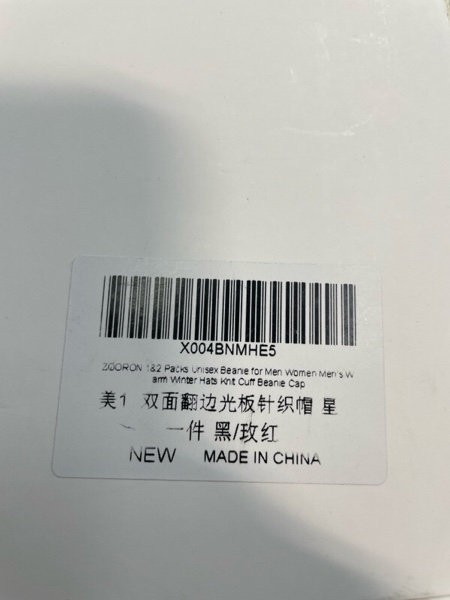 X004BNMHE5
ZOORON 1&2 Packs Unisex Beanie for Men Women Men's W
arm Winter Hats Knit Cuff Beanie Cap
美1 双面翻边光板针织帽 星
一件 黑/玫红
NEW MADE IN CHINA